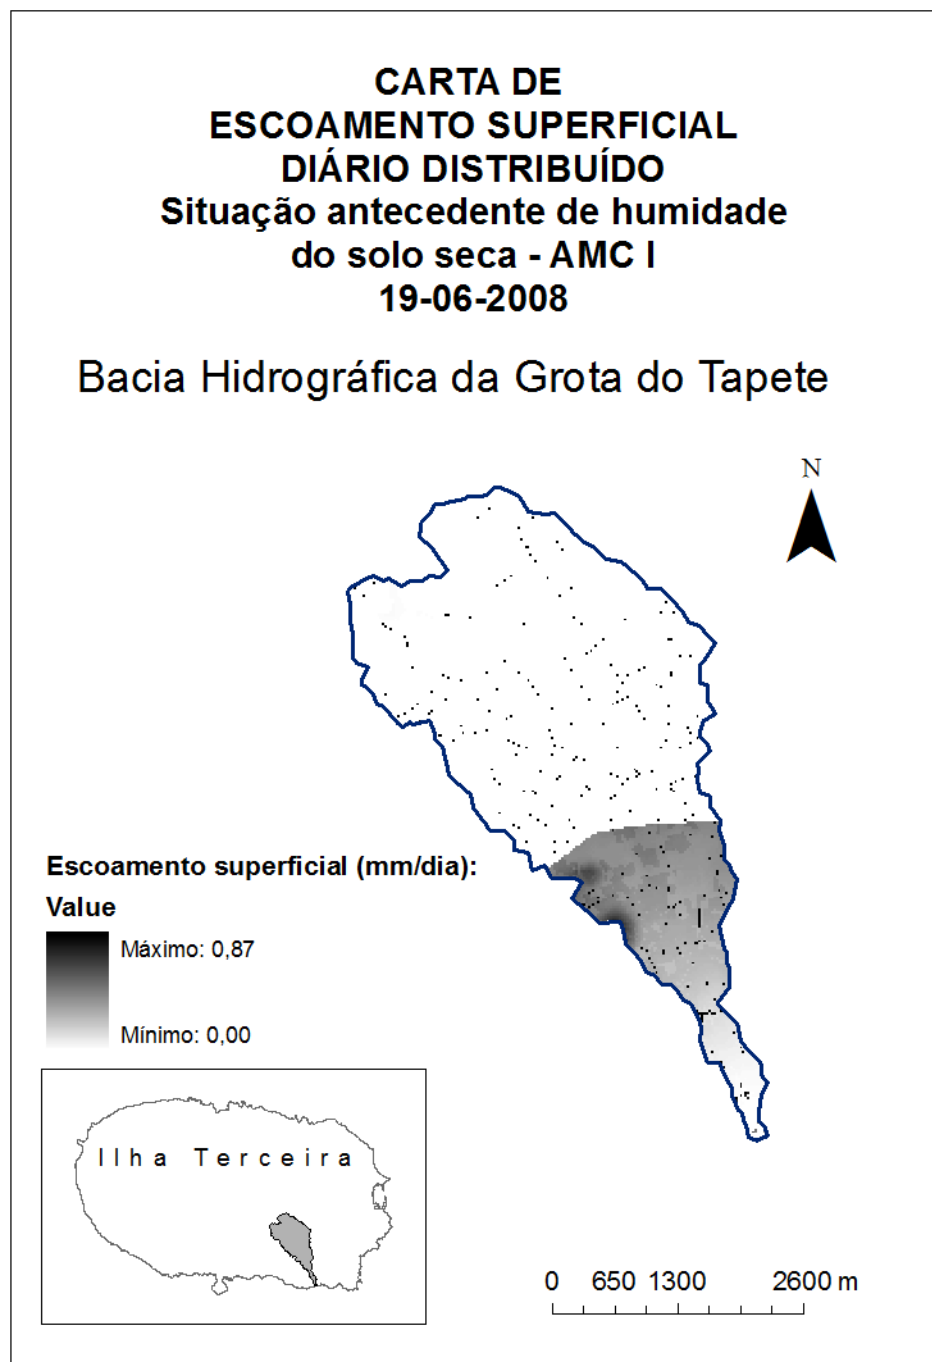 CARTA DE
ESCOAMENTO SUPERFICIAL
DIÁRIO DISTRIBUÍDO
Situação antecedente de humidade
do solo seca - AMC I
19-06-2008
Bacia Hidrográfica da Grota do Tapete
N
Escoamento superficial (mm/dia):
Value
Máximo: 0,87
Mínimo: 0,00
Ilha Terceira
0 650 1300 2600 m